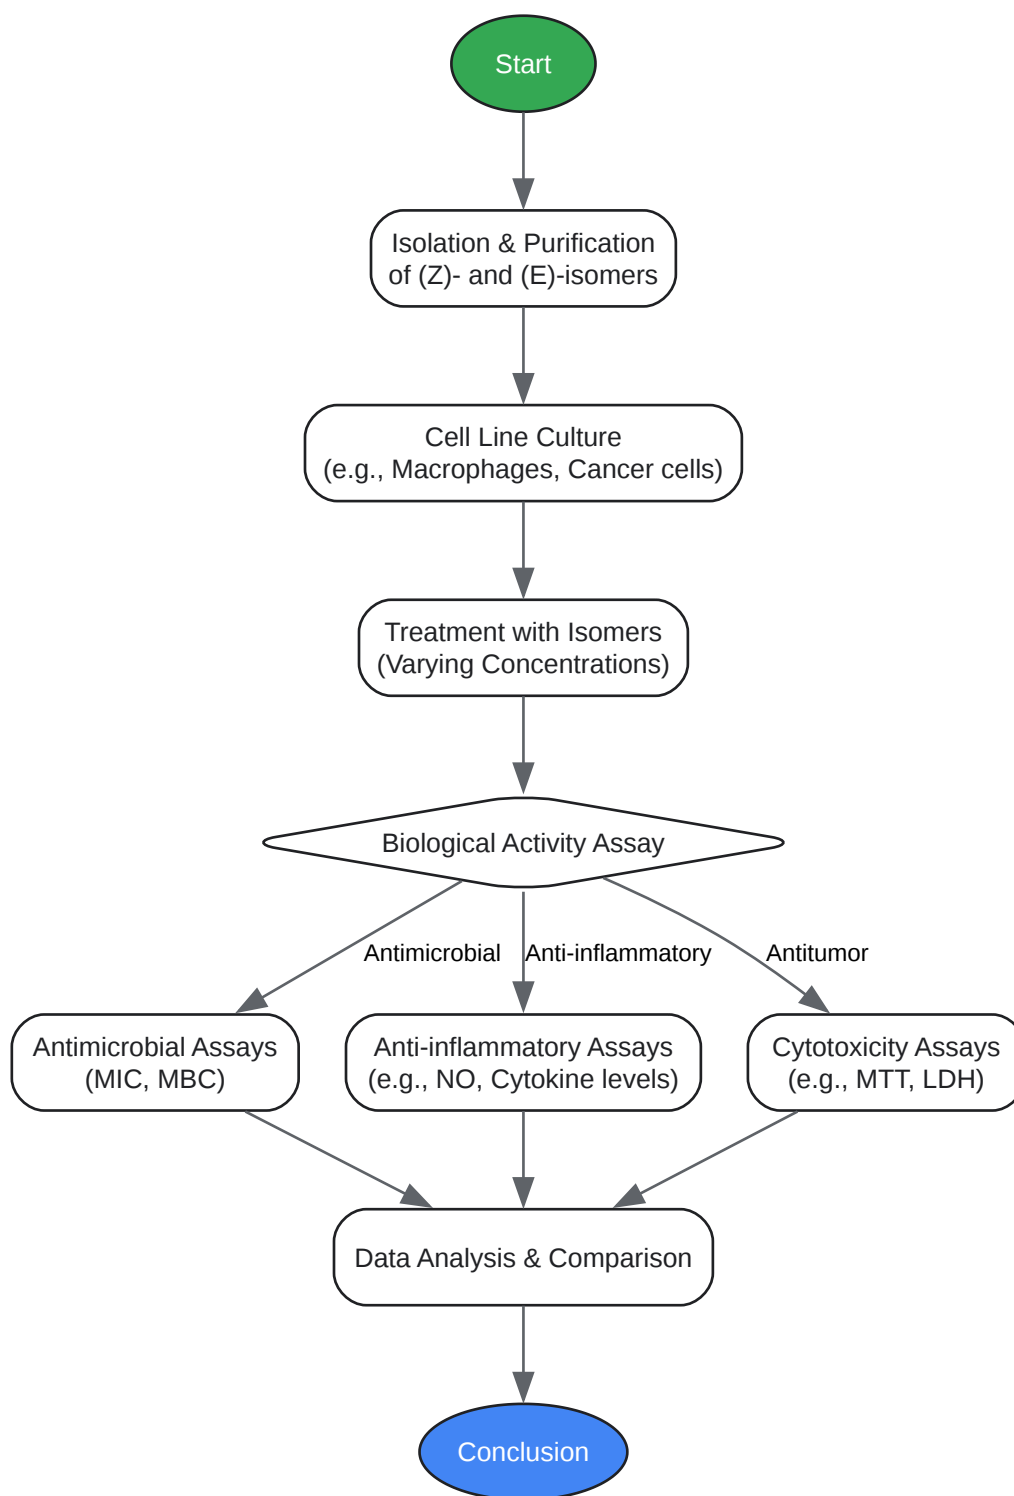 Start
Isolation & Purification
of (Z)- and (E)-isomers
Cell Line Culture
(e.g., Macrophages, Cancer cells)
Treatment with Isomers
(Varying Concentrations)
Biological Activity Assay
Antimicrobial
Anti-inflammatory
Antitumor
Antimicrobial Assays
(MIC, MBC)
Anti-inflammatory Assays
(e.g., NO, Cytokine levels)
Cytotoxicity Assays
(e.g., MTT, LDH)
Data Analysis & Comparison
Conclusion